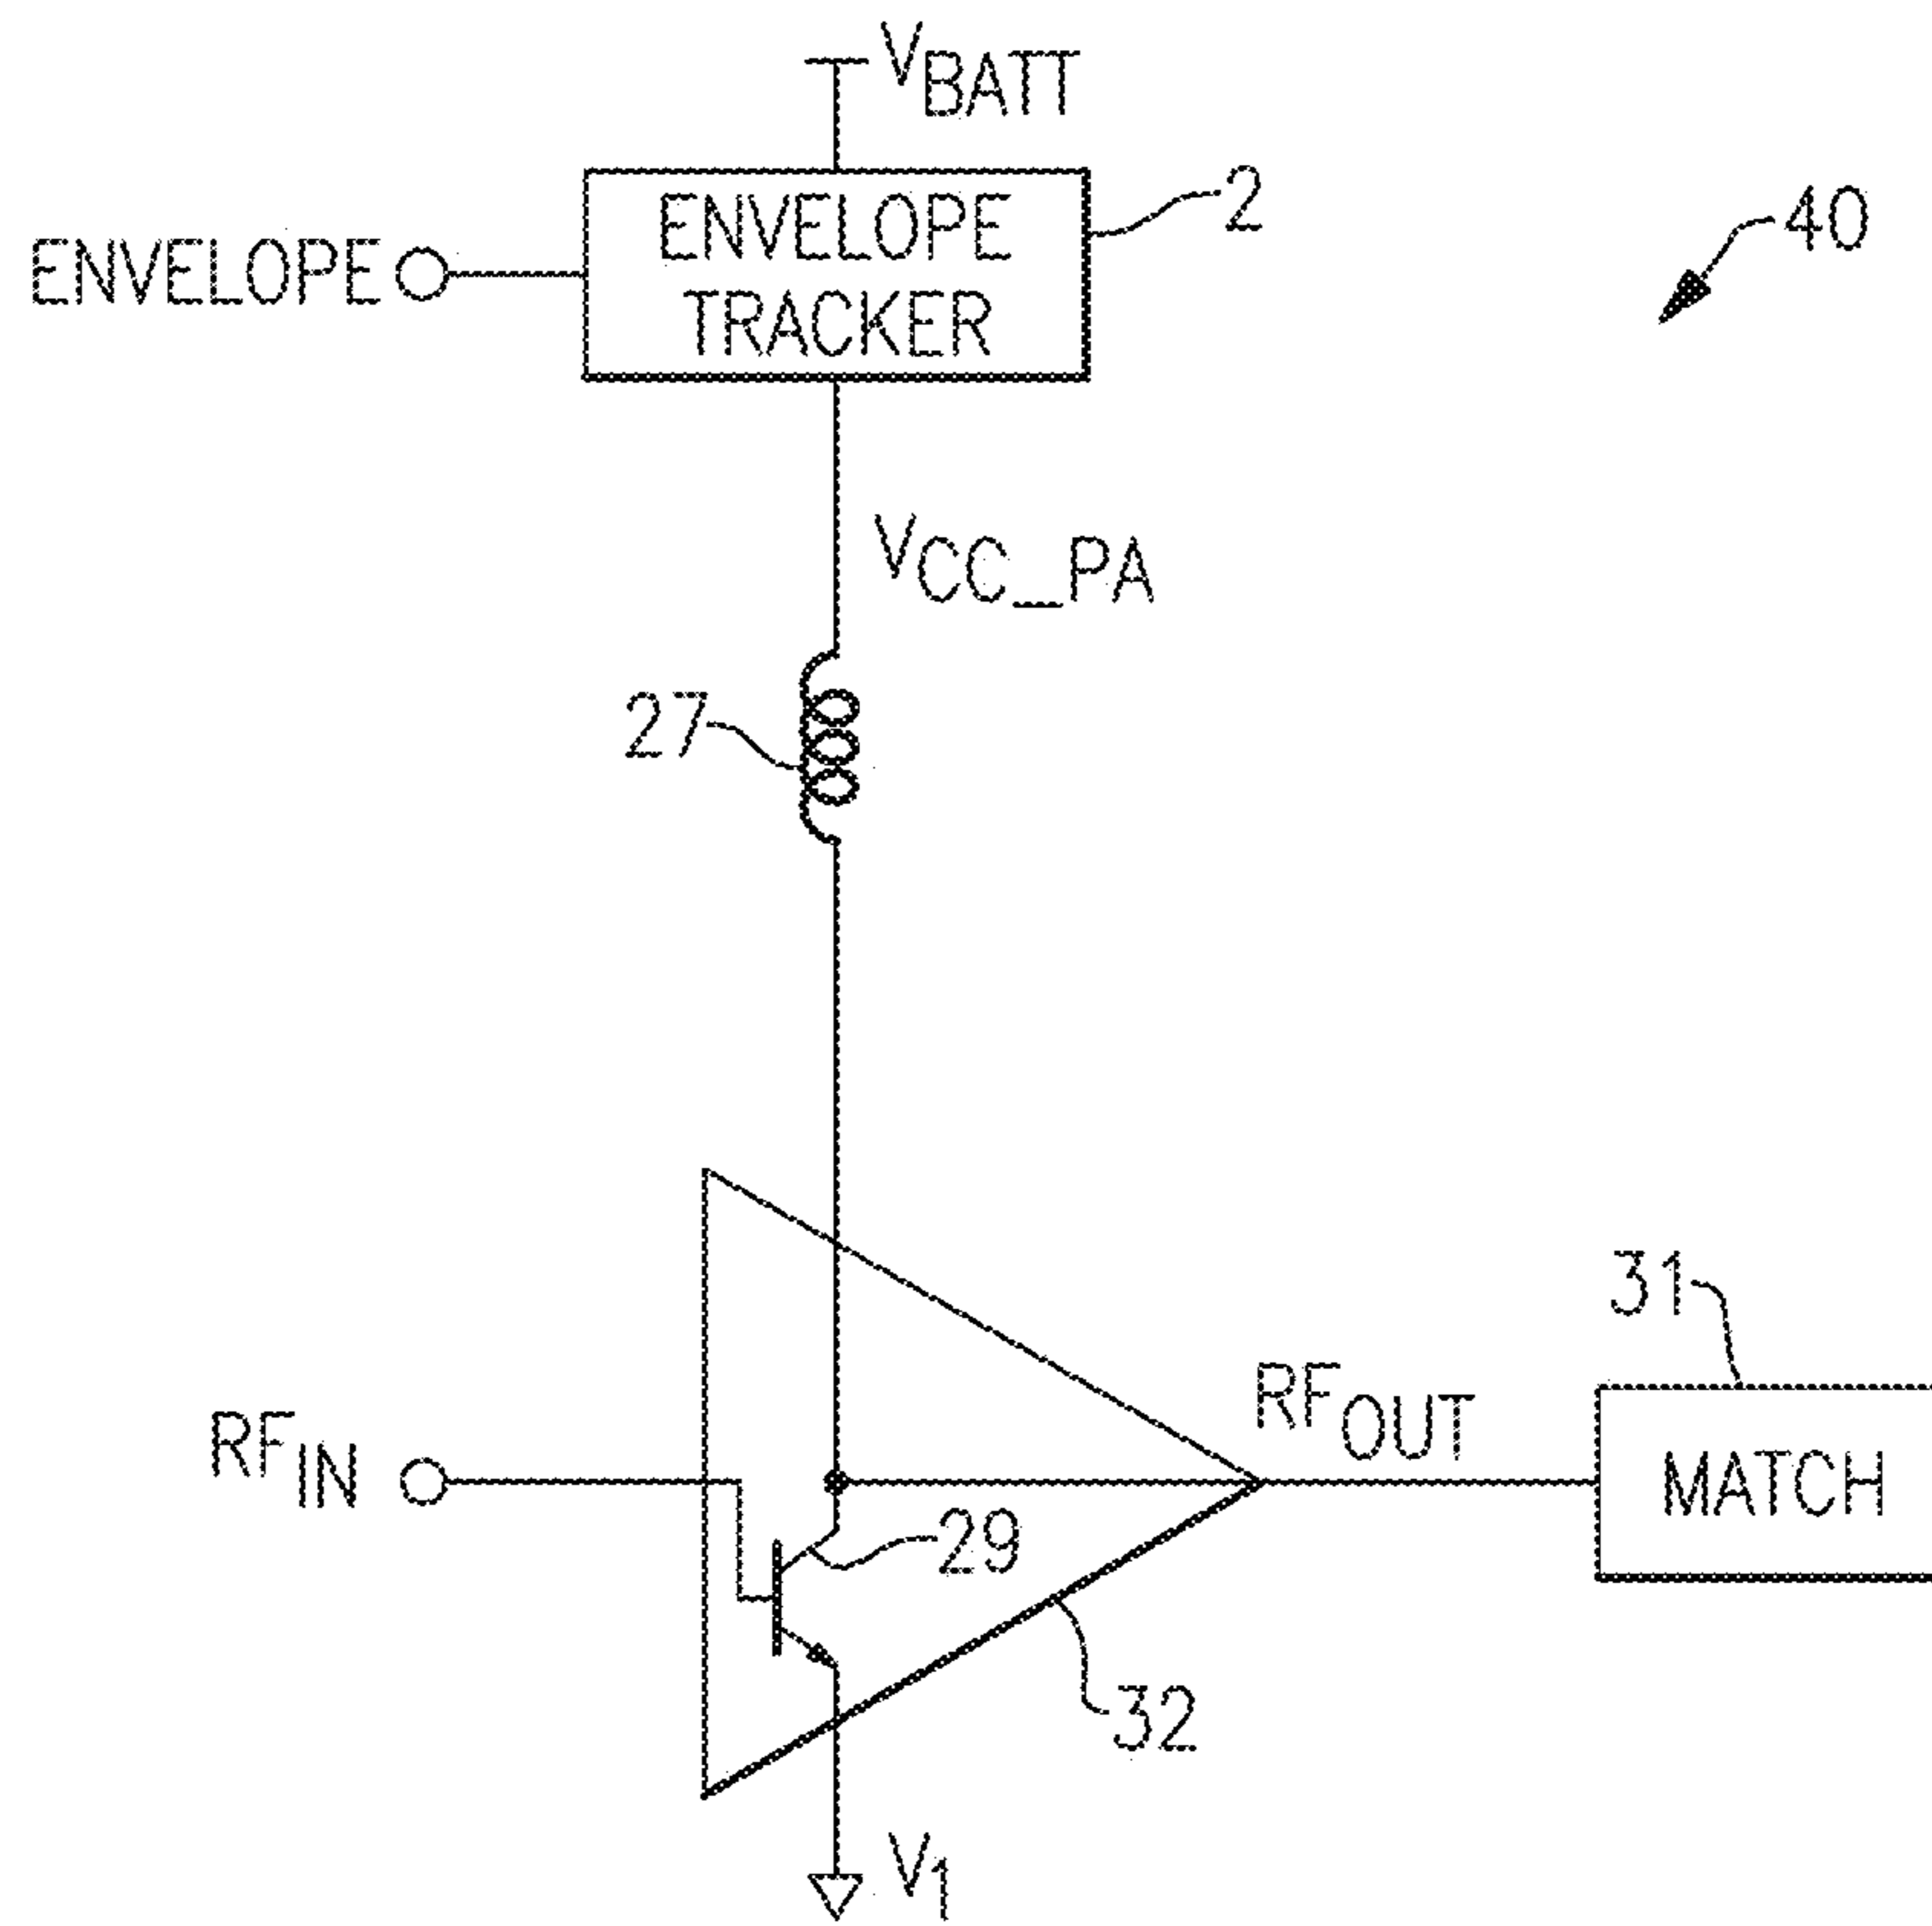 VBATT
ENVELOPE
TRACKER
2
40
ENVELOPE
VCC_PA
27
31
RFOUT
RFIN
MATCH
29
32
V1